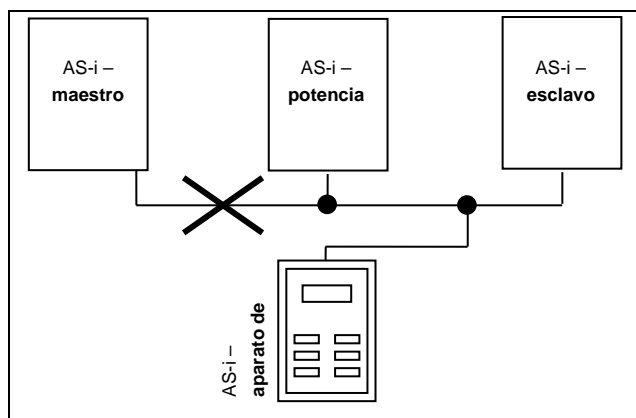 AS-i –
maestro
AS-i –
potencia
AS-i –
esclavo
AS-i –
aparato de